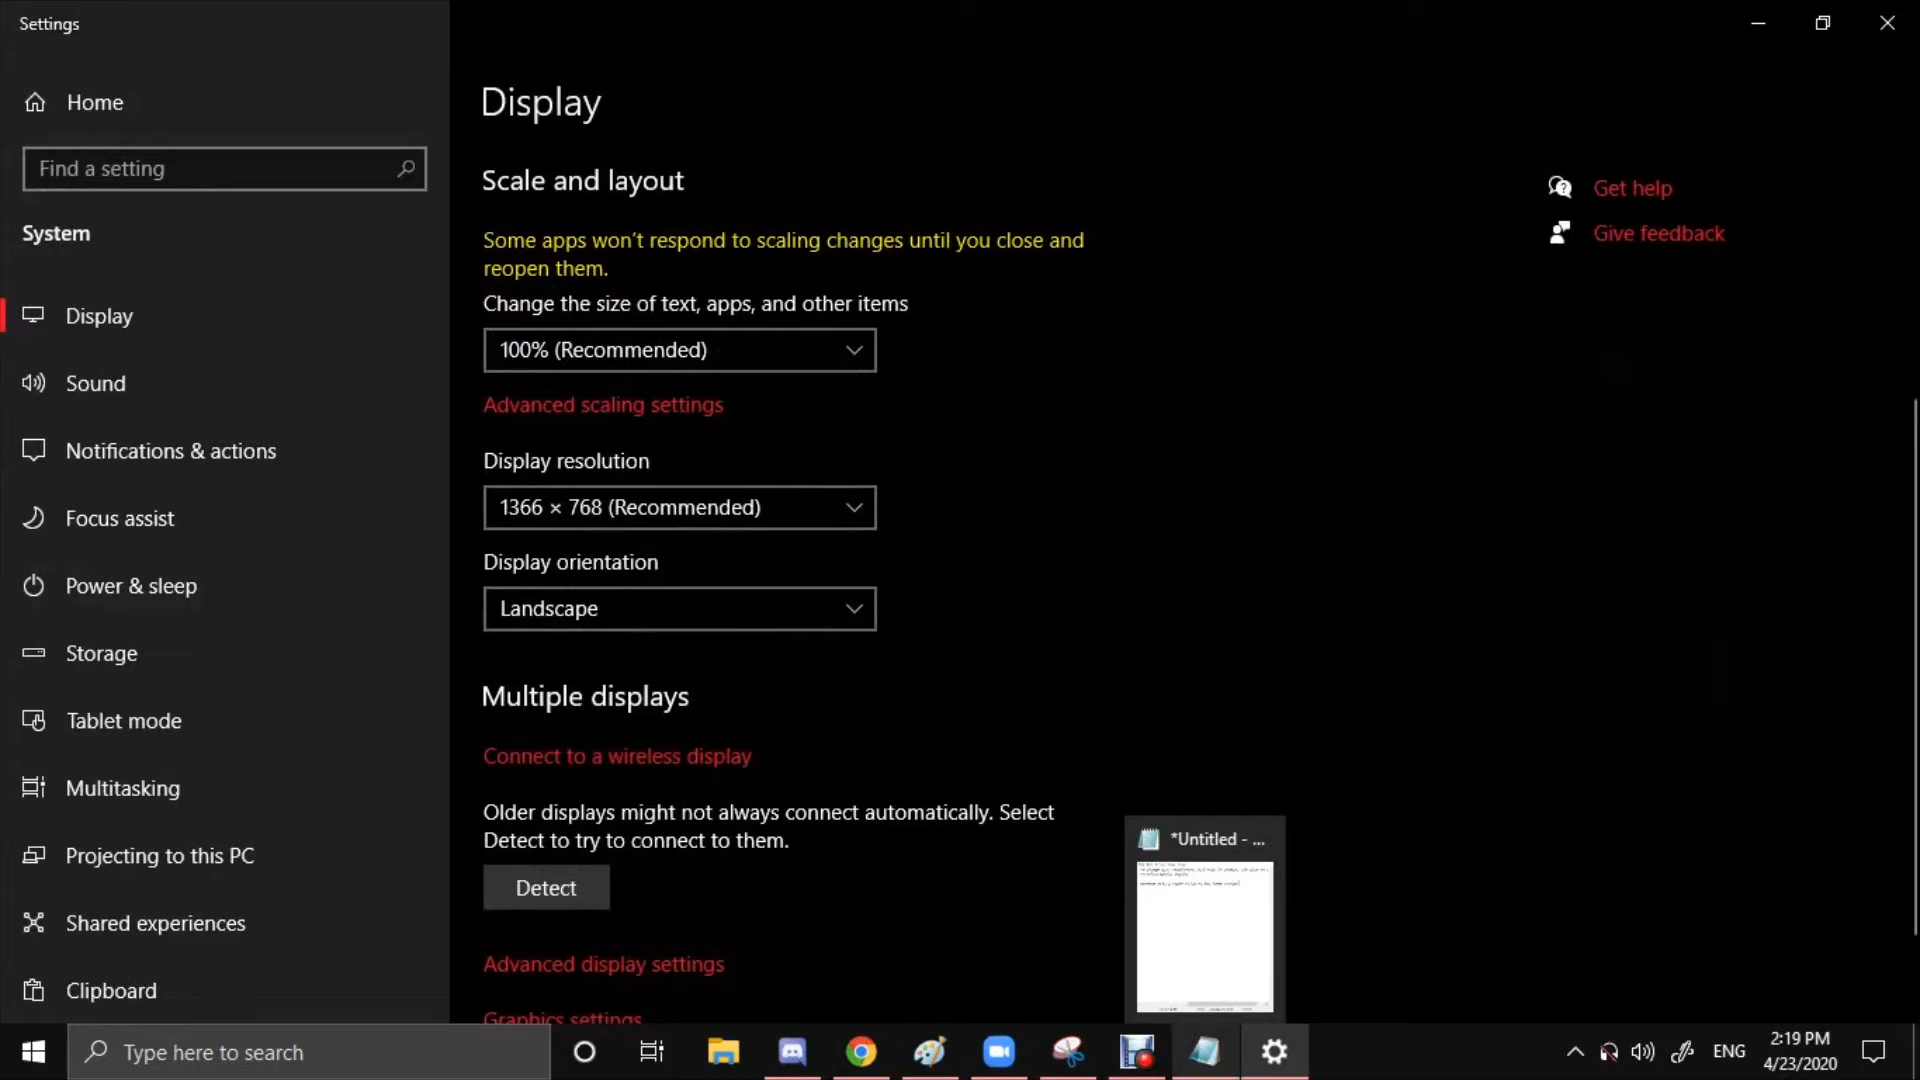 Settings
Home
Find a setting
System
Display
Sound
Notifications & actions
Focus assist
Power & sleep
Storage
Tablet mode
Multitasking
Projecting to this PC
Shared experiences
Clipboard
Display
Scale and layout
Some apps won't respond to scaling changes until you close and
reopen them.
Change the size of text, apps, and other items
100% (Recommended)
Advanced scaling settings
Display resolution
1366 × 768 (Recommended)
Display orientation
Landscape
Multiple displays
Connect to a wireless display
Older displays might not always connect automatically. Select
Detect to try to connect to them.
Detect
Advanced display settings
Graphics settings
Get help
Give feedback
*Untitled - ...
Type here to search
ENG
2:19 PM
4/23/2020